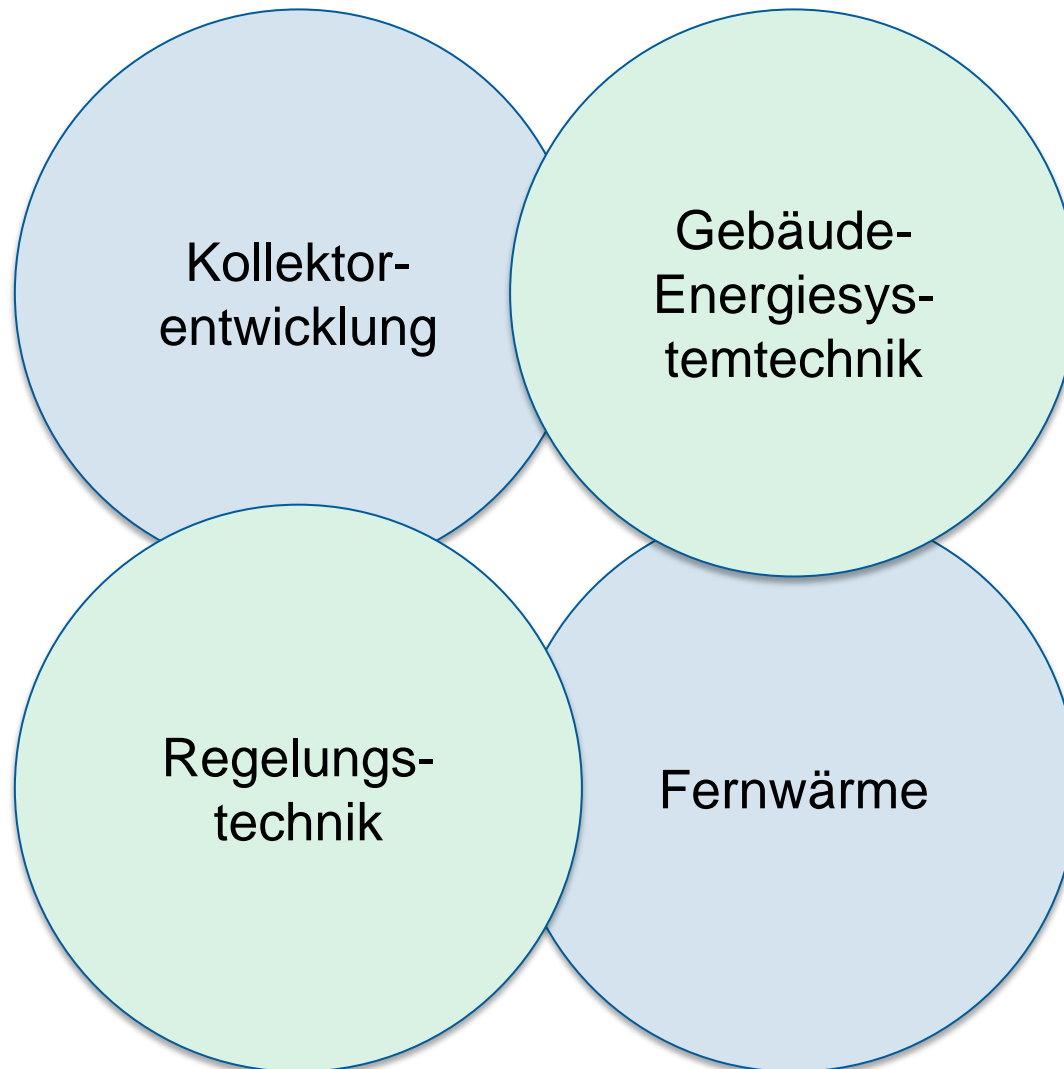 Kollektor-
entwicklung
Gebäude-
Energiesys-
temtechnik
Regelungs-
technik
Fernwärme